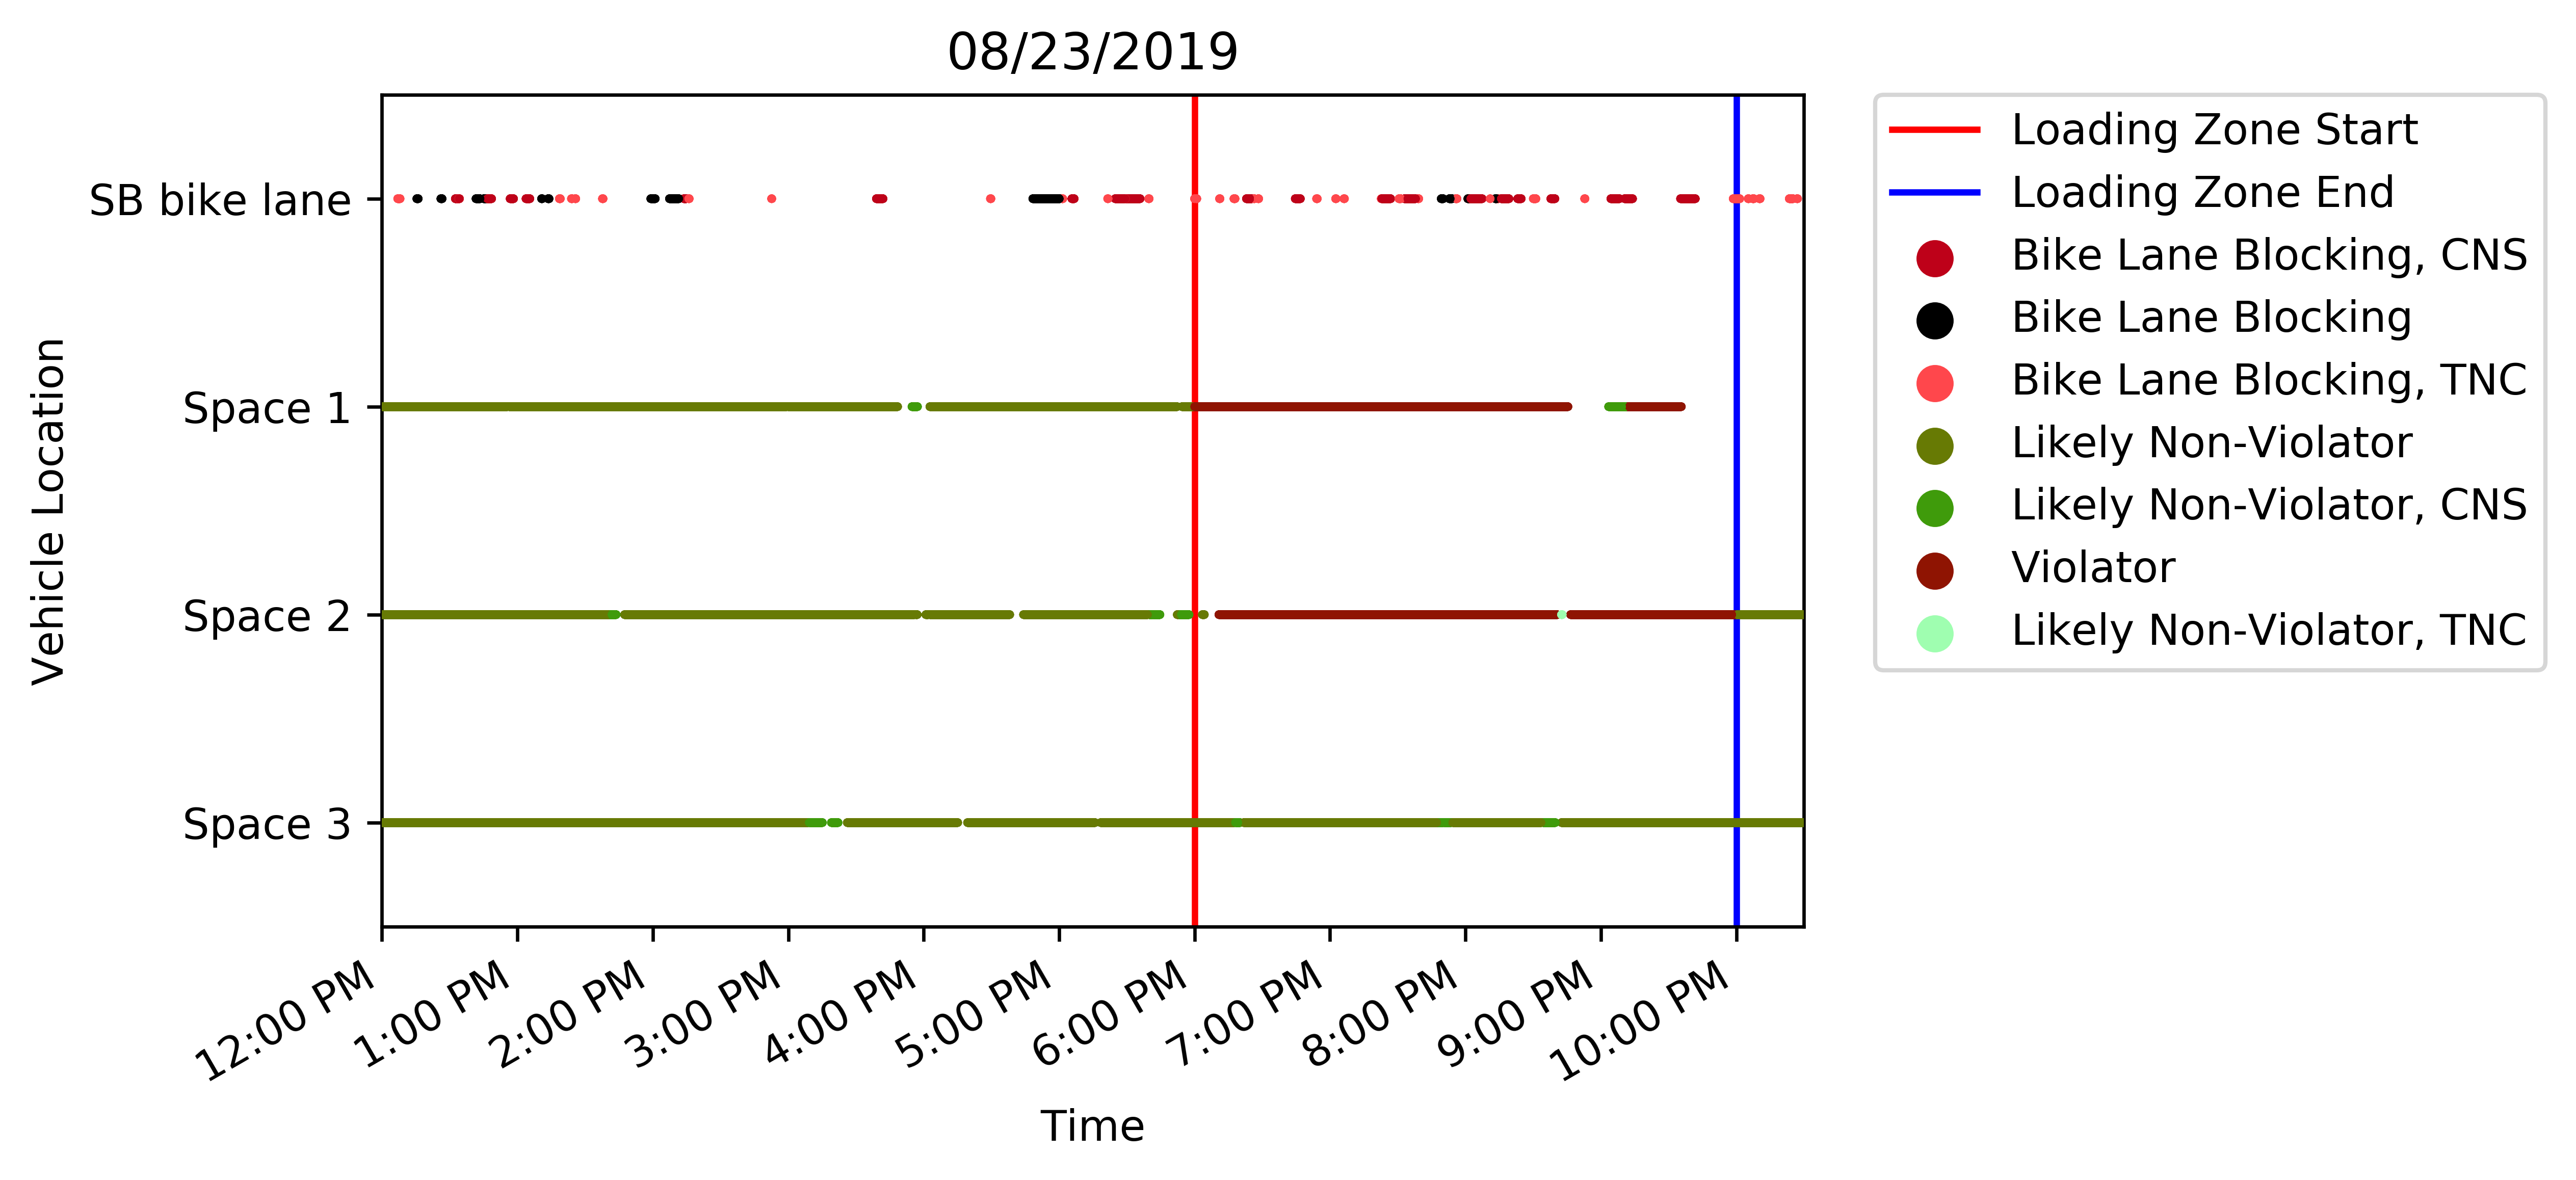 08/23/2019
SB bike lane
Space 1
Space 2
Space 3
Vehicle Location
12:00 PM
1:00 PM
2:00 PM
3:00 PM
4:00 PM
5:00 PM
6:00 PM
7:00 PM
8:00 PM
9:00 PM
10:00 PM
Time
Loading Zone Start
Loading Zone End
Bike Lane Blocking, CNS
Bike Lane Blocking
Bike Lane Blocking, TNC
Likely Non-Violator
Likely Non-Violator, CNS
Violator
Likely Non-Violator, TNC